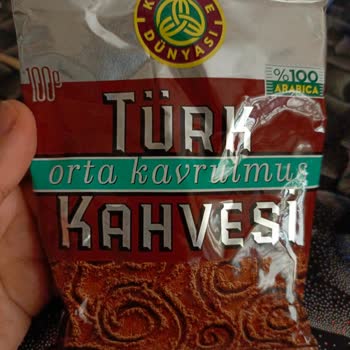 DÜNYASI
100g
%100
ARABICA
TÜRK
orta kavrulmuş
KAHVESİ